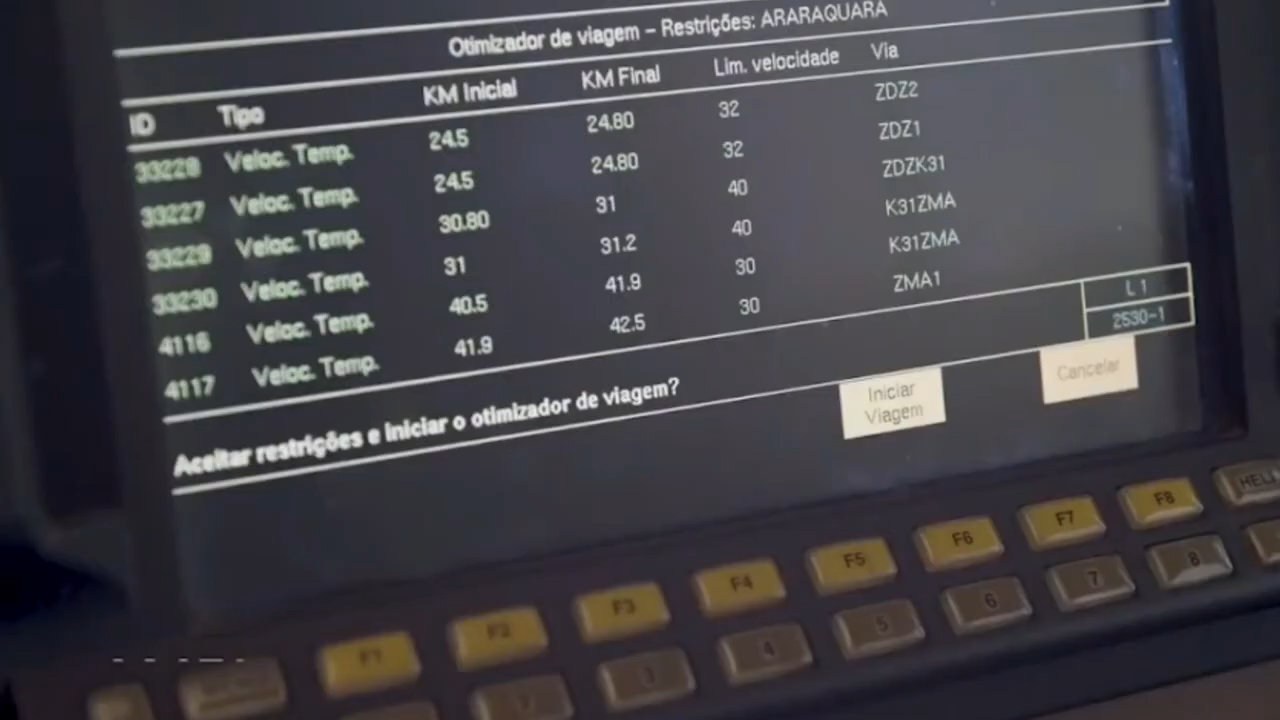 Otimizador de viagem – Restrições: ARARAQUARA
ID Tipo KM Inicial KM Final Lim. velocidade Via
33228 Veloc. Temp. 24.5 24.80 32 ZDZ2
33227 Veloc. Temp. 24.5 24.80 32 ZDZ1
33229 Veloc. Temp. 30.80 31 40 ZDZK31
33230 Veloc. Temp. 31 31.2 40 K31ZMA
4116 Veloc. Temp. 40.5 41.9 30 K31ZMA
4117 Veloc. Temp. 41.9 42.5 30 ZMA1
L 1
2530-1
Aceitar restrições e iniciar o otimizador de viagem?
Iniciar
Viagem
Cancelar
F1 F2 F3 F4 F5 F6 F7 F8 HEL
3 4 5 6 7 8